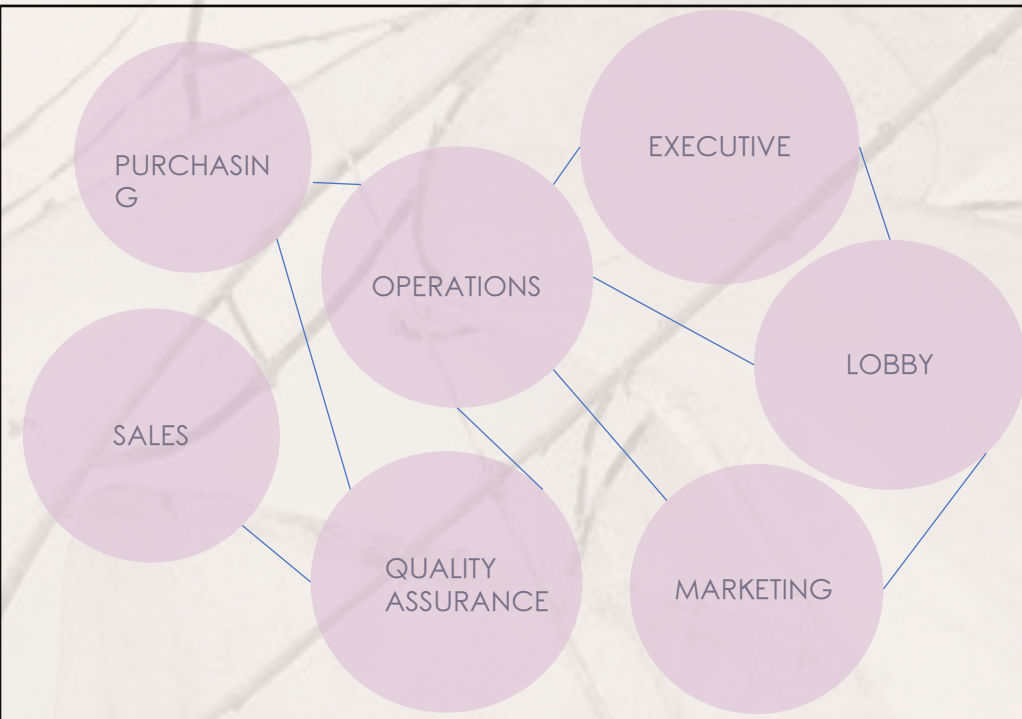 PURCHASIN
G
EXECUTIVE
OPERATIONS
LOBBY
SALES
QUALITY
ASSURANCE
MARKETING